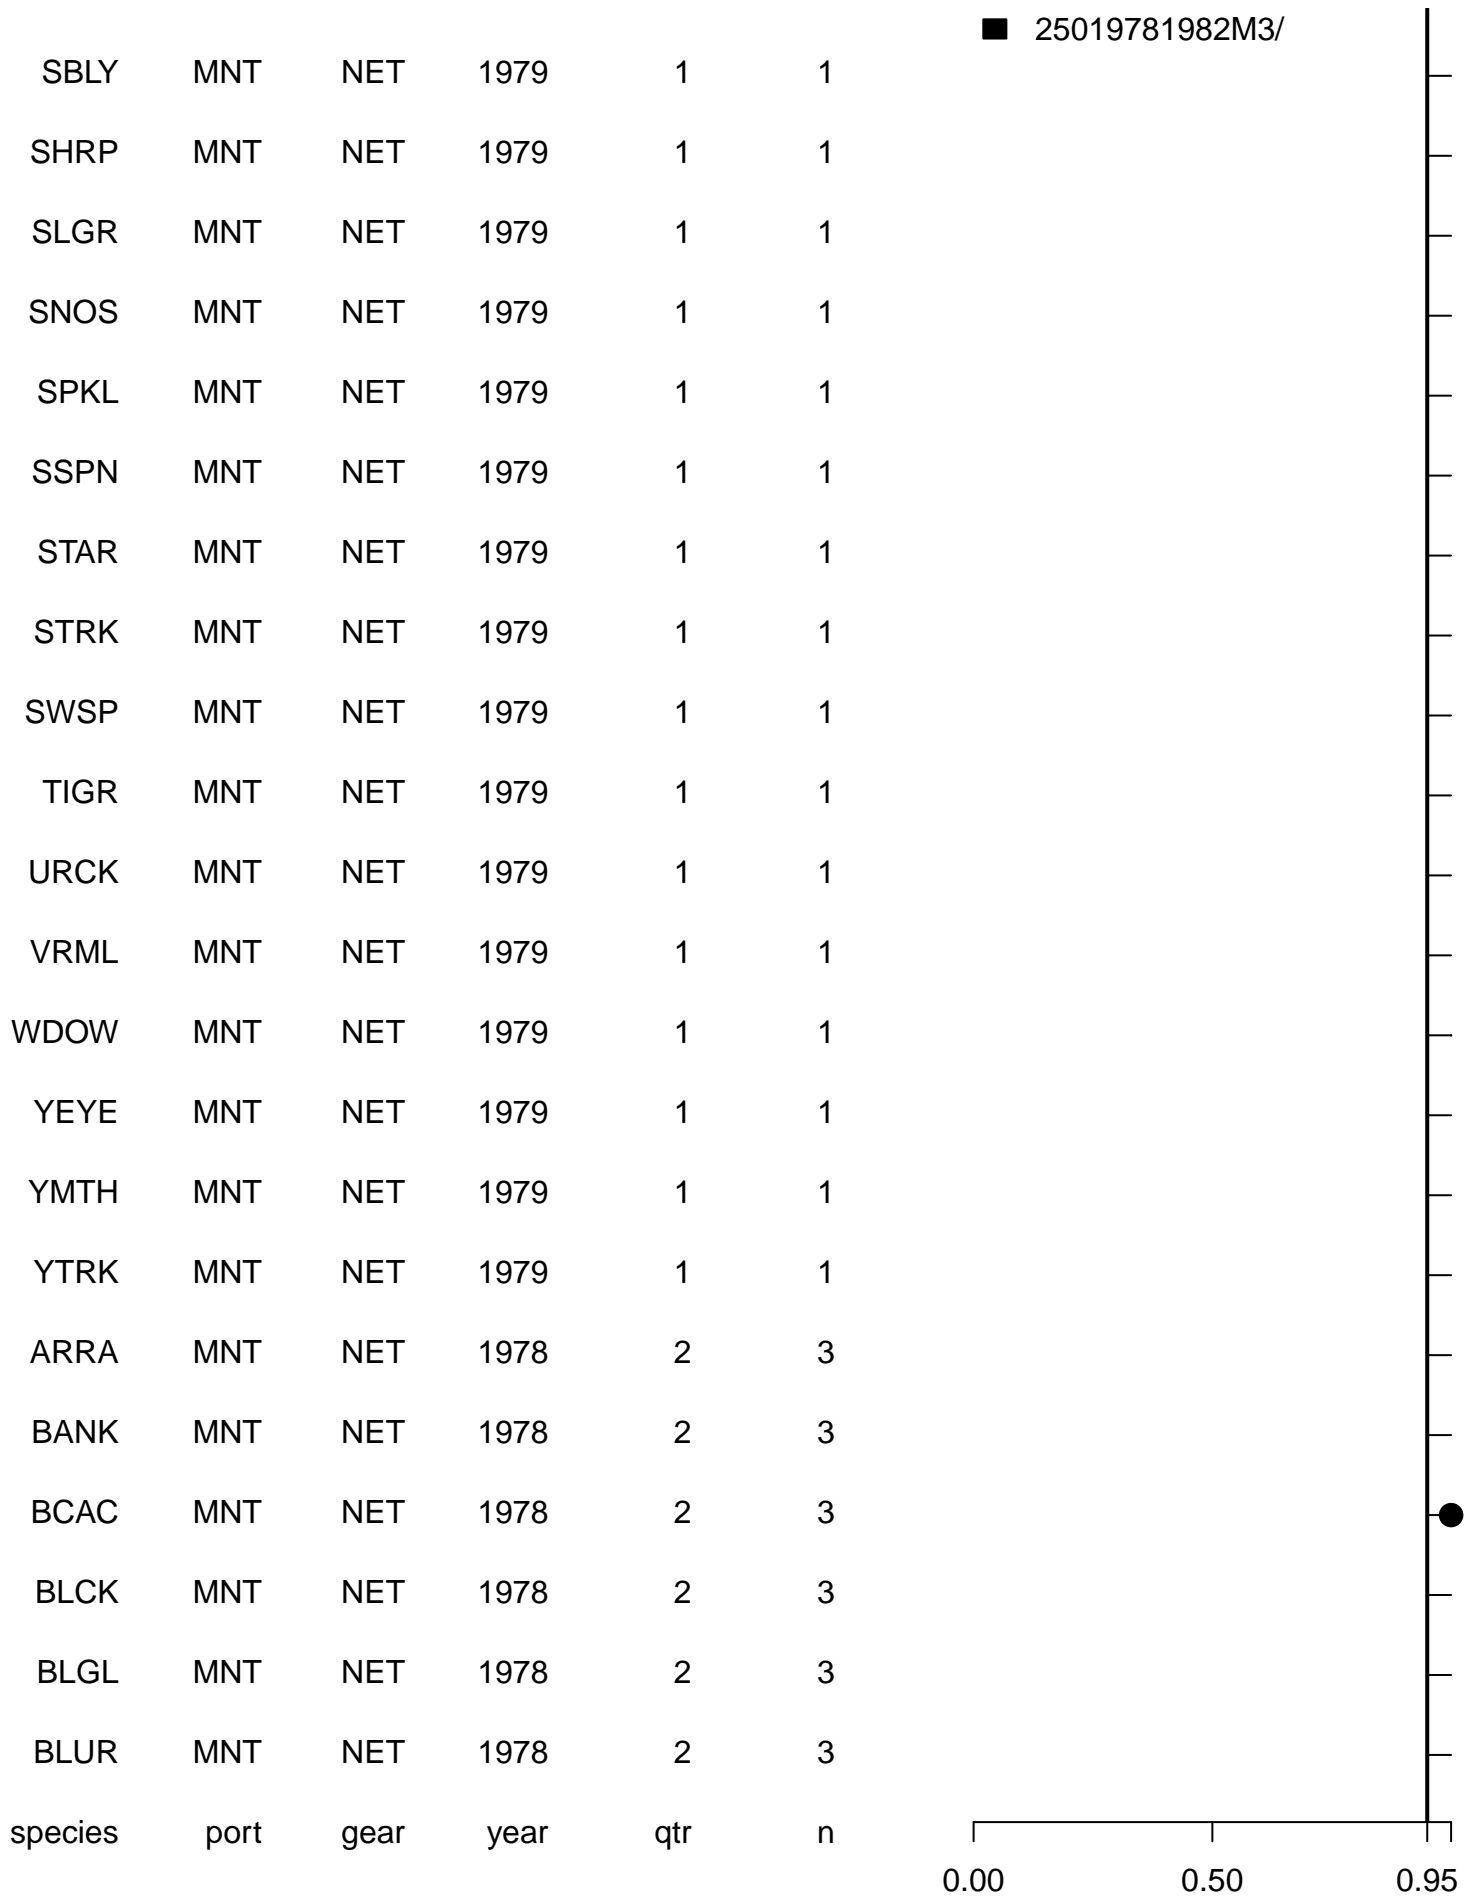 25019781982M3/
SBLY MNT NET 1979 1 1
SHRP MNT NET 1979 1 1
SLGR MNT NET 1979 1 1
SNOS MNT NET 1979 1 1
SPKL MNT NET 1979 1 1
SSPN MNT NET 1979 1 1
STAR MNT NET 1979 1 1
STRK MNT NET 1979 1 1
SWSP MNT NET 1979 1 1
TIGR MNT NET 1979 1 1
URCK MNT NET 1979 1 1
VRML MNT NET 1979 1 1
WDOW MNT NET 1979 1 1
YEYE MNT NET 1979 1 1
YMTH MNT NET 1979 1 1
YTRK MNT NET 1979 1 1
ARRA MNT NET 1978 2 3
BANK MNT NET 1978 2 3
BCAC MNT NET 1978 2 3
BLCK MNT NET 1978 2 3
BLGL MNT NET 1978 2 3
BLUR MNT NET 1978 2 3
species port gear year qtr n
0.00 0.50 0.95